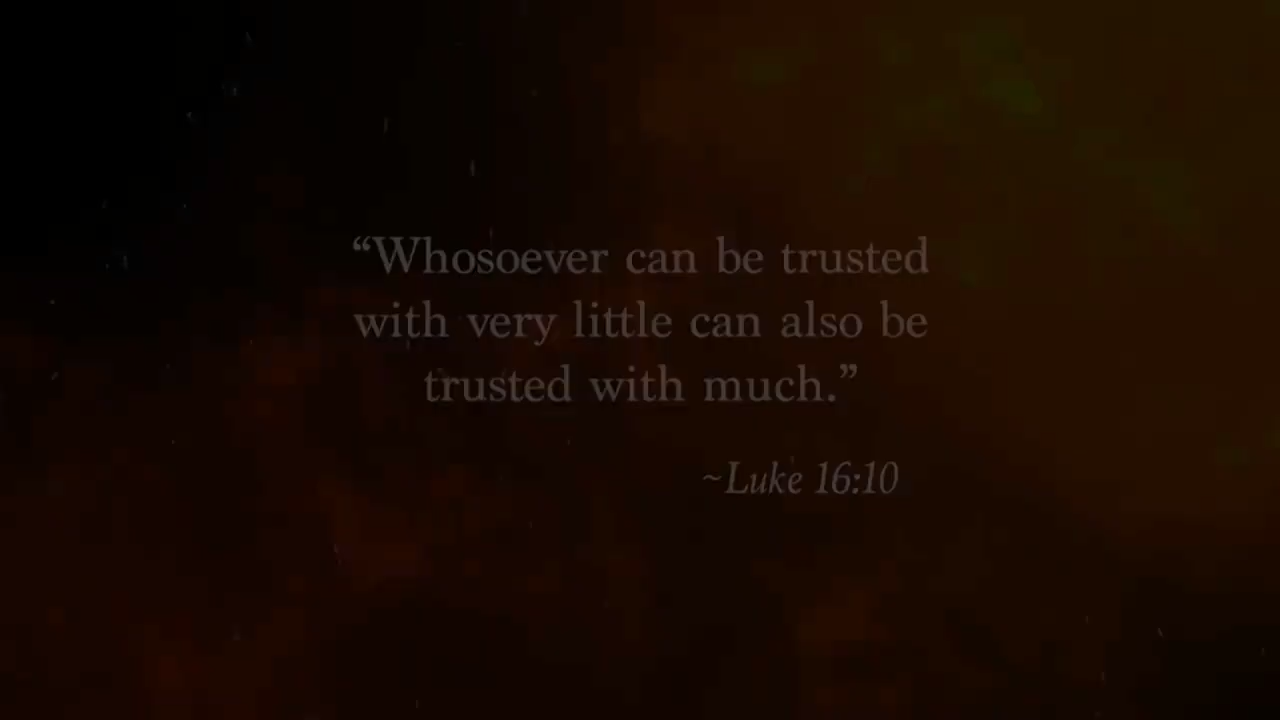 “Whosoever can be trusted
with very little can also be
trusted with much.”
~Luke 16:10